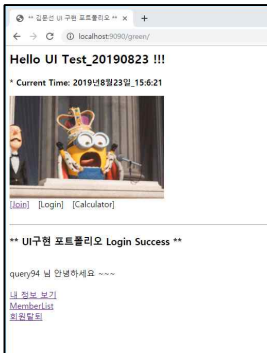 ** 김문선 UI 구현 포트폴리오 **
localhost:9090/green/
Hello UI Test_20190823 !!!
* Current Time: 2019년8월23일_15:6:21
[Join] [Login] [Calculator]
** UI구현 포트폴리오 Login Success **
query94 님 안녕하세요 ~~~
내 정보 보기
MemberList
회원탈퇴